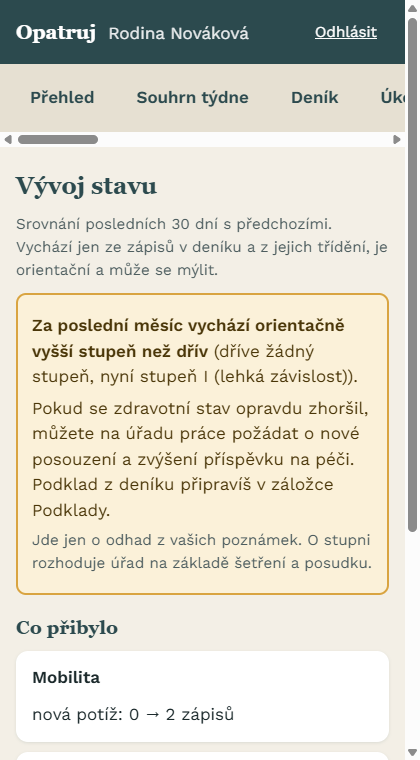 Opatruj Rodina Nováková Odhlásit
Přehled Souhrn týdne Deník
Vývoj stavu
Srovnání posledních 30 dní s předchozími.
Vychází jen ze zápisů v deníku a z jejich třídění, je
orientační a může se mýlit.
Za poslední měsíc vychází orientačně
vyšší stupeň než dřív (dříve žádný
stupeň, nyní stupeň I (lehká závislost)).
Pokud se zdravotní stav opravdu zhoršil,
můžete na úřadu práce požádat o nové
posouzení a zvýšení příspěvku na péči.
Podklad z deníku připravíš v záložce
Podklady.
Jde jen o odhad z vašich poznámek. O stupni
rozhoduje úřad na základě šetření a posudku.
Co přibylo
Mobilita
nová potíž: 0 → 2 zápisů